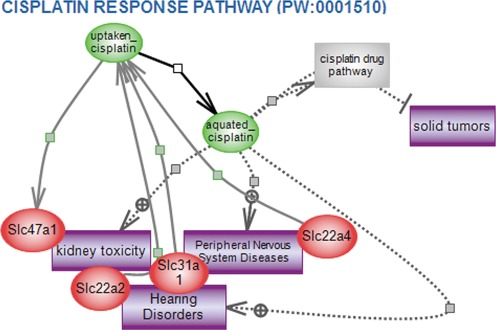 CISPLATIN RESPONSE PATHWAY (PW:0001510)
uptaken_
cisplatin
cisplatin drug
pathway
aquated_
cisplatin
solid tumors
Slc47a1
kidney toxicity
Peripheral Nervous
System Diseases
Slc22a4
Slc31a
1
Slc22a2
Hearing
Disorders